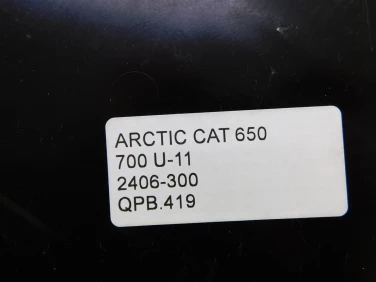 ARCTIC CAT 650
700 U-11
2406-300
QPB.419